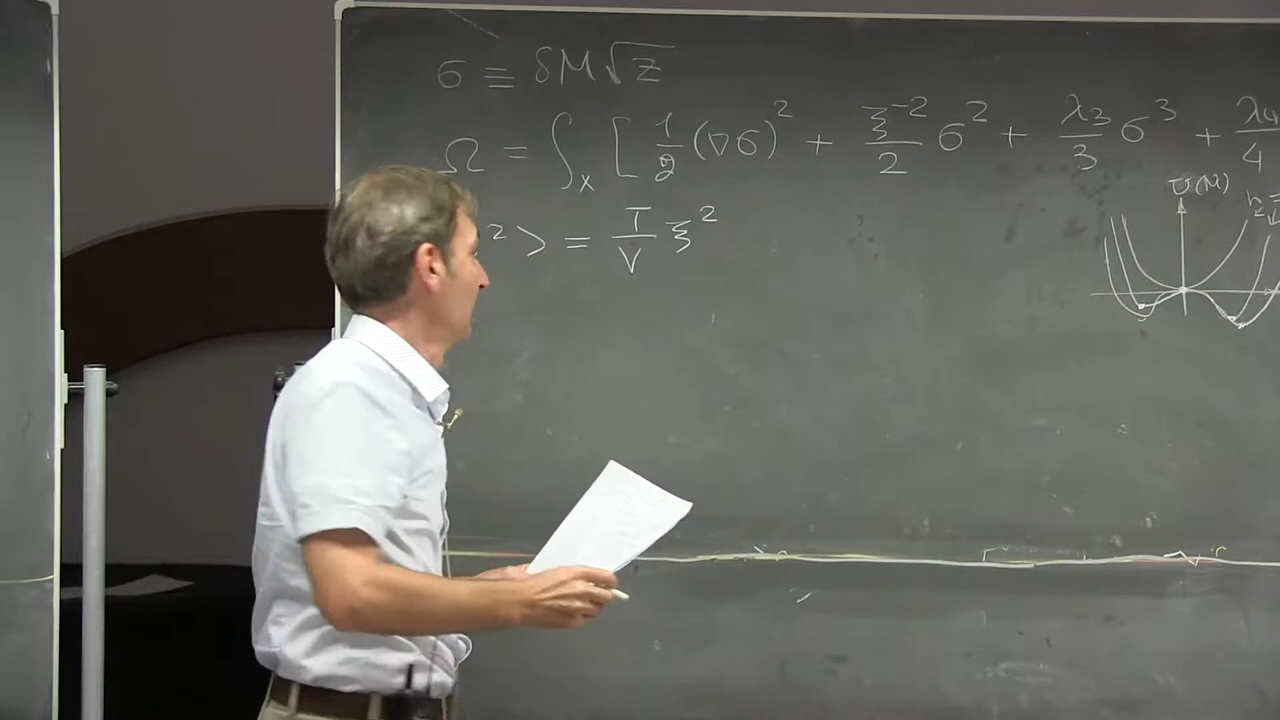 σ ≡ δM√Z
Ω = ∫ₓ [ 1/2 (∇σ)² + ξ⁻²/2 σ² + λ₃/3 σ³ + λ₄/4
² > = T/V ξ²
U(M)